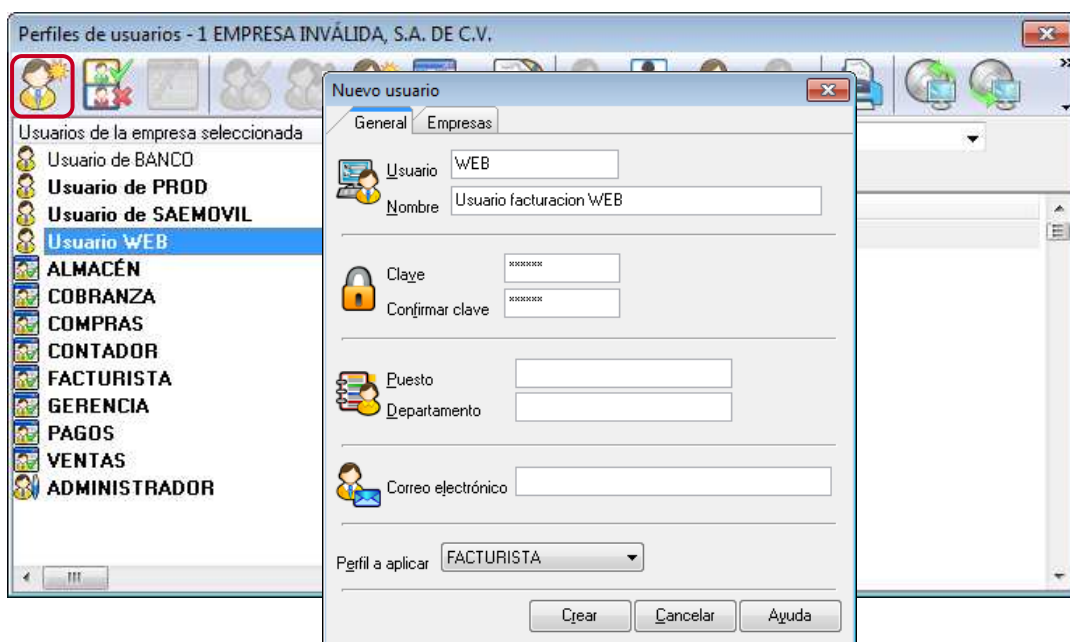 Perfiles de usuarios - 1 EMPRESA INVÁLIDA, S.A. DE C.V.
Usuarios de la empresa seleccionada
Usuario de BANCO
Usuario de PROD
Usuario de SAEMOVIL
Usuario WEB
ALMACÉN
COBRANZA
COMPRAS
CONTADOR
FACTURISTA
GERENCIA
PAGOS
VENTAS
ADMINISTRADOR
Nuevo usuario
General Empresas
Usuario WEB
Nombre Usuario facturacion WEB
Clave ******
Confirmar clave ******
Puesto
Departamento
Correo electrónico
Perfil a aplicar FACTURISTA
Crear Cancelar Ayuda